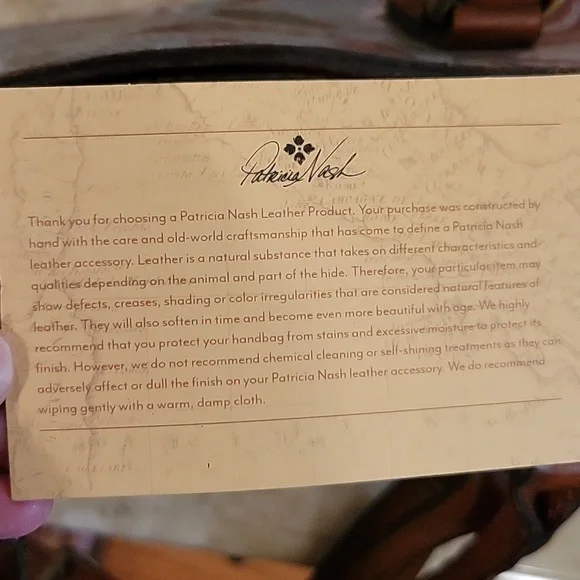 Patricia Nash
Thank you for choosing a Patricia Nash Leather Product. Your purchase was constructed by
hand with the care and old-world craftsmanship that has come to define a Patricia Nash
leather accessory. Leather is a natural substance that takes on different characteristics and
qualities depending on the animal and part of the hide. Therefore, your particular item may
show defects, creases, shading or color irregularities that are considered natural features of
leather. They will also soften in time and become even more beautiful with age. We highly
recommend that you protect your handbag from stains and excessive moisture to protect its
finish. However, we do not recommend chemical cleaning or self-shining treatments as they can
adversely affect or dull the finish on your Patricia Nash leather accessory. We do recommend
wiping gently with a warm, damp cloth.